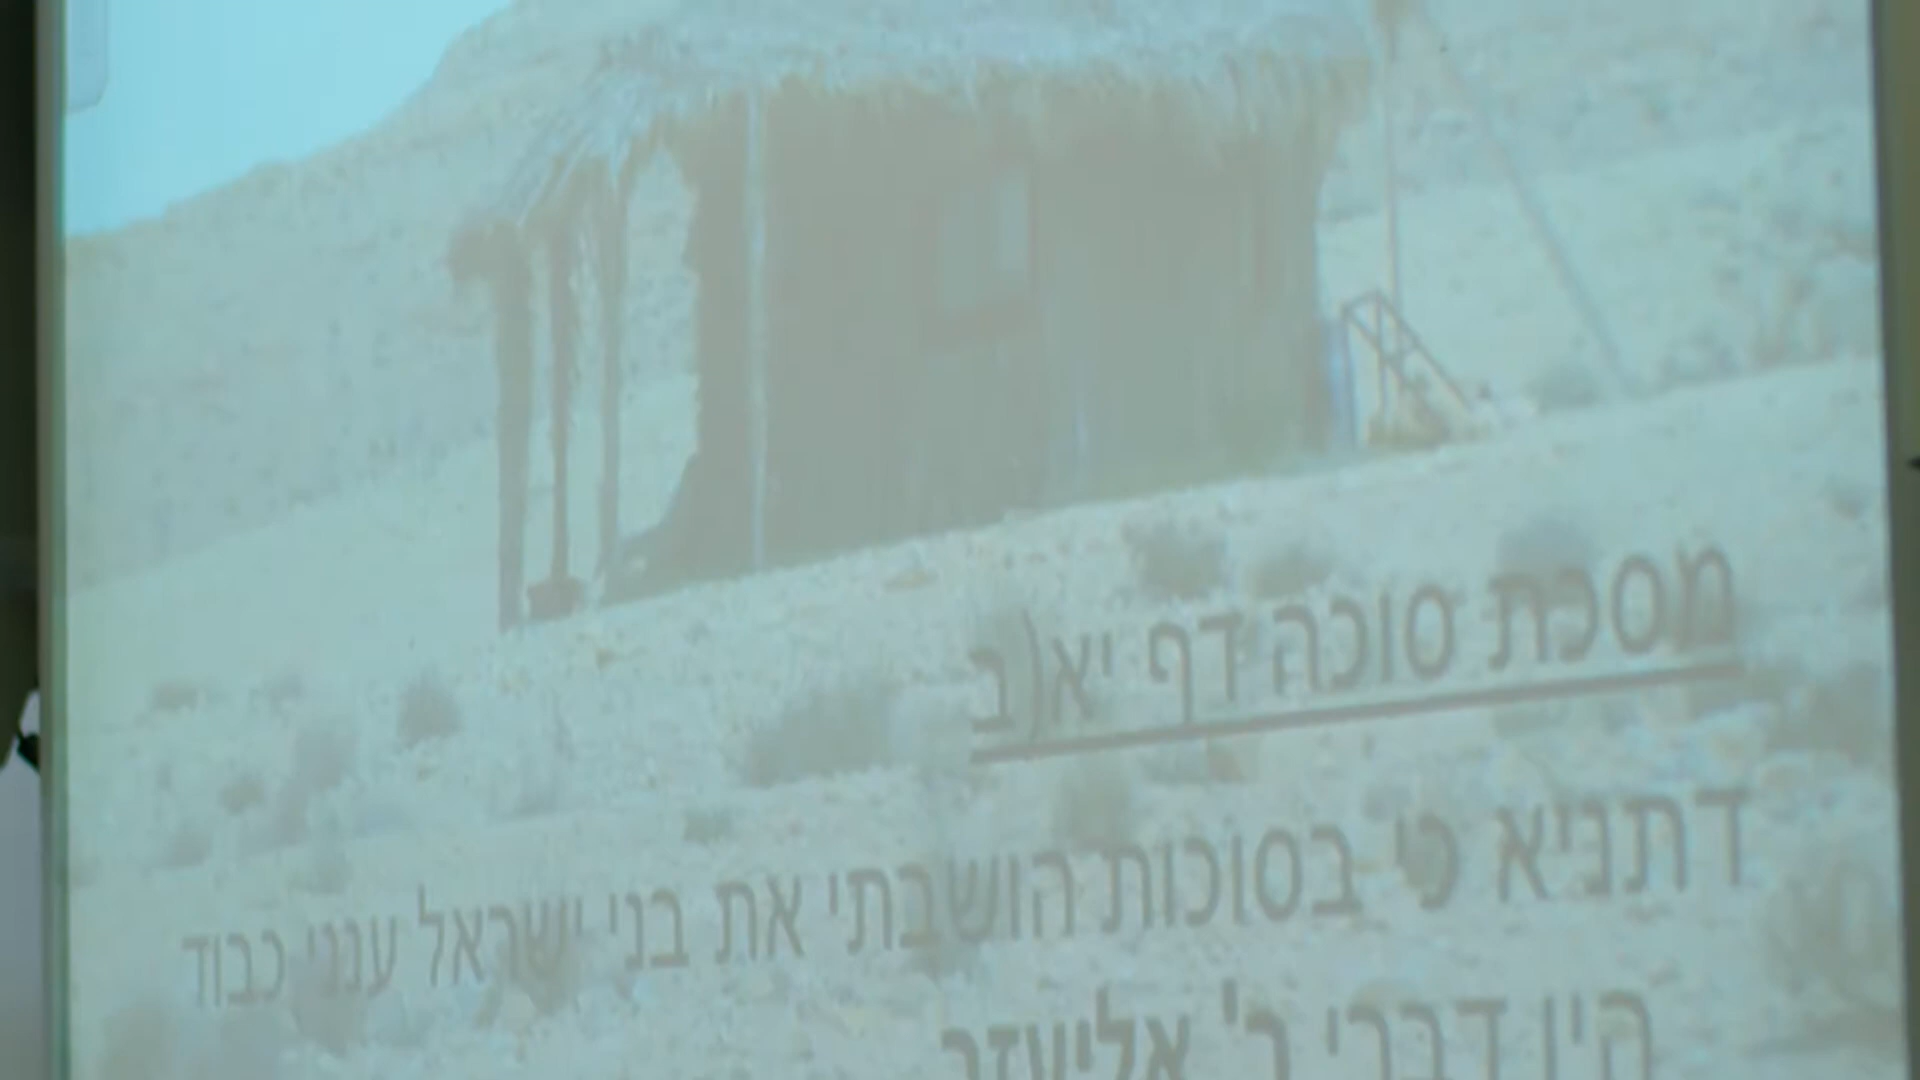 מסכת סוכה דף יא(ב
דתניא כי בסוכות הושבתי את בני ישראל ענני כבוד
היו דברי ר' אליעזר